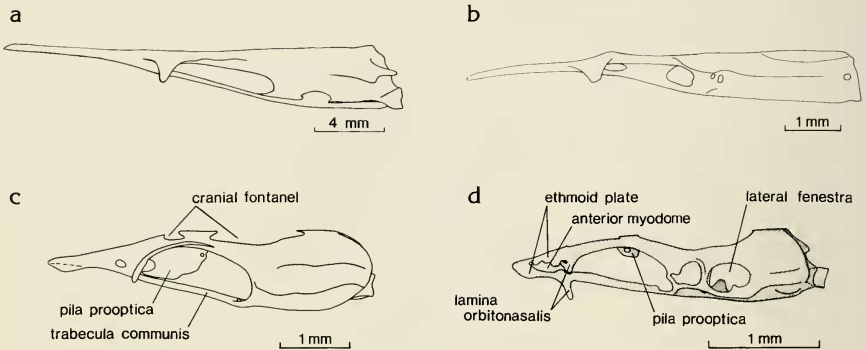 a
4 mm
b
1 mm
c
cranial fontanel
pila prooptica
trabecula communis
1 mm
d
ethmoid plate
anterior myodome
lateral fenestra
lamina
orbitonasalis
pila prooptica
1 mm